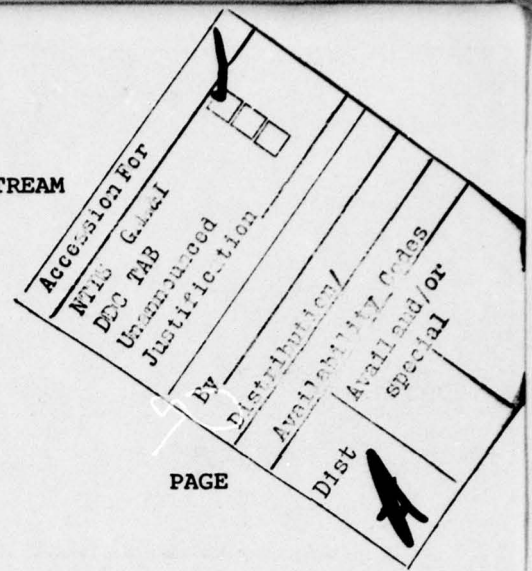 TREAM
Accession For
NTIS GRA&I
DDC TAB
Unannounced
Justification
By
Distribution/
Availability Codes
Avail and/or
special
Dist
A
PAGE